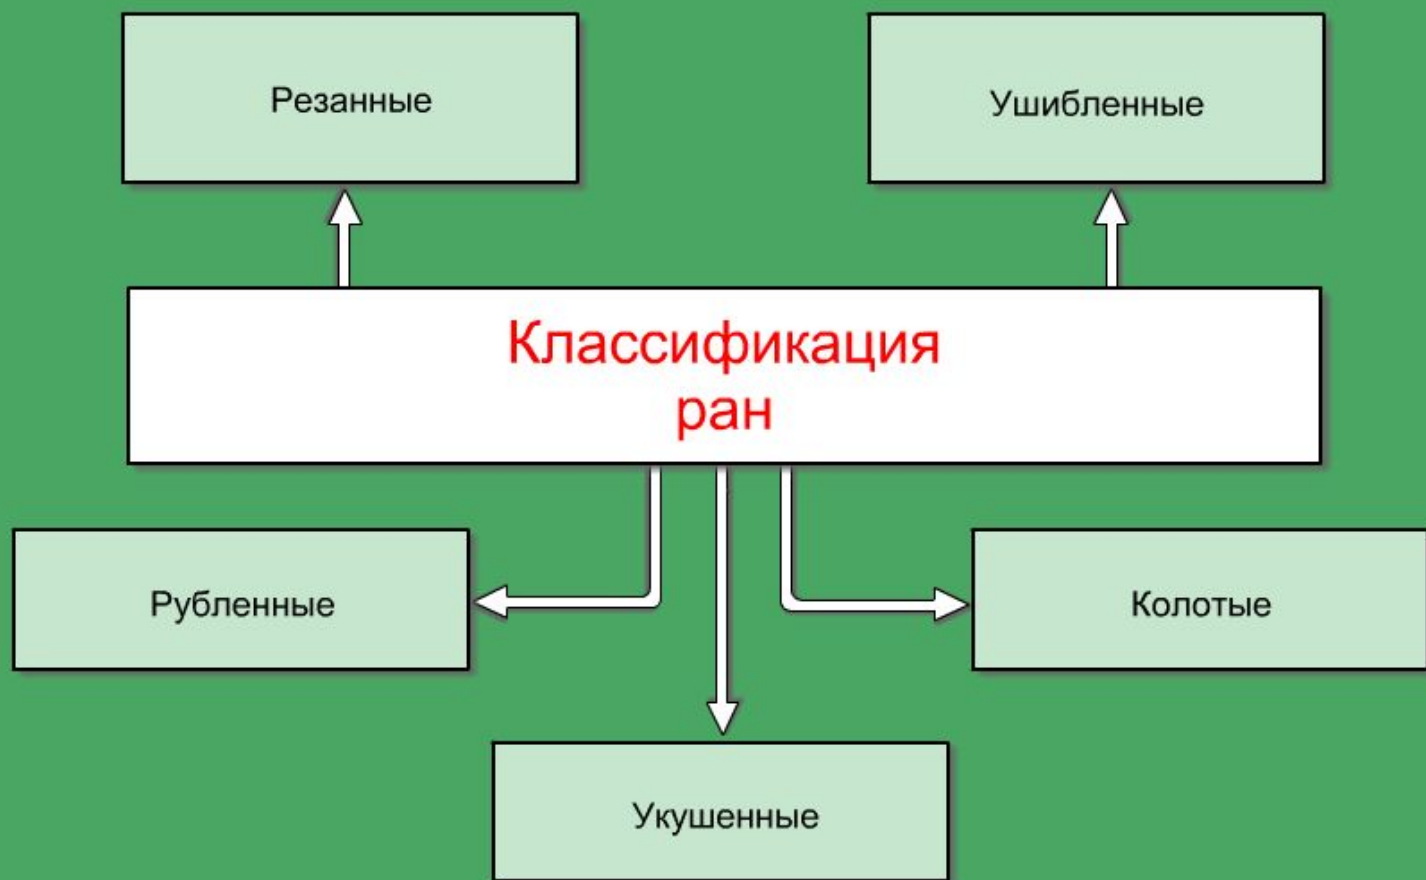 Резанные
Ушибленные
Классификация
ран
Рубленные
Колотые
Укушенные